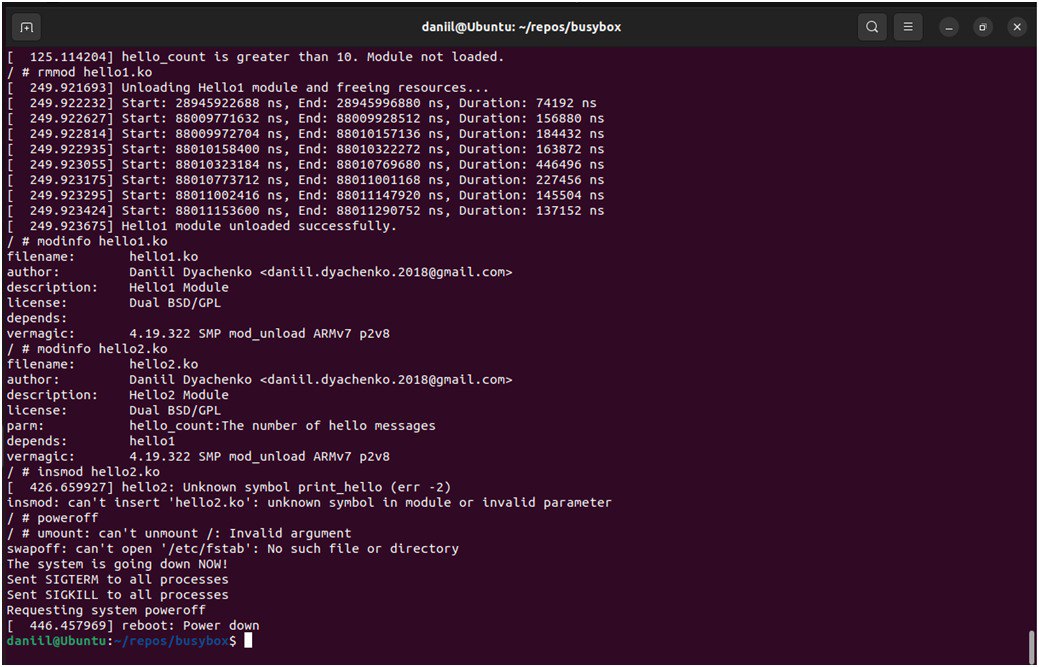 daniil@Ubuntu: ~/repos/busybox
[  125.114204] hello_count is greater than 10. Module not loaded.
/ # rmmod hello1.ko
[  249.921693] Unloading Hello1 module and freeing resources...
[  249.922232] Start: 28945922688 ns, End: 28945996880 ns, Duration: 74192 ns
[  249.922627] Start: 88009771632 ns, End: 88009928512 ns, Duration: 156880 ns
[  249.922814] Start: 88009972704 ns, End: 88010157136 ns, Duration: 184432 ns
[  249.922935] Start: 88010158400 ns, End: 88010322272 ns, Duration: 163872 ns
[  249.923055] Start: 88010323184 ns, End: 88010769680 ns, Duration: 446496 ns
[  249.923175] Start: 88010773712 ns, End: 88011001168 ns, Duration: 227456 ns
[  249.923295] Start: 88011002416 ns, End: 88011147920 ns, Duration: 145504 ns
[  249.923424] Start: 88011153600 ns, End: 88011290752 ns, Duration: 137152 ns
[  249.923675] Hello1 module unloaded successfully.
/ # modinfo hello1.ko
filename:       hello1.ko
author:         Daniil Dyachenko <daniil.dyachenko.2018@gmail.com>
description:    Hello1 Module
license:        Dual BSD/GPL
depends:
vermagic:       4.19.322 SMP mod_unload ARMv7 p2v8
/ # modinfo hello2.ko
filename:       hello2.ko
author:         Daniil Dyachenko <daniil.dyachenko.2018@gmail.com>
description:    Hello2 Module
license:        Dual BSD/GPL
parm:           hello_count:The number of hello messages
depends:        hello1
vermagic:       4.19.322 SMP mod_unload ARMv7 p2v8
/ # insmod hello2.ko
[  426.659927] hello2: Unknown symbol print_hello (err -2)
insmod: can't insert 'hello2.ko': unknown symbol in module or invalid parameter
/ # poweroff
/ # umount: can't unmount /: Invalid argument
swapoff: can't open '/etc/fstab': No such file or directory
The system is going down NOW!
Sent SIGTERM to all processes
Sent SIGKILL to all processes
Requesting system poweroff
[  446.457969] reboot: Power down
daniil@Ubuntu:~/repos/busybox$